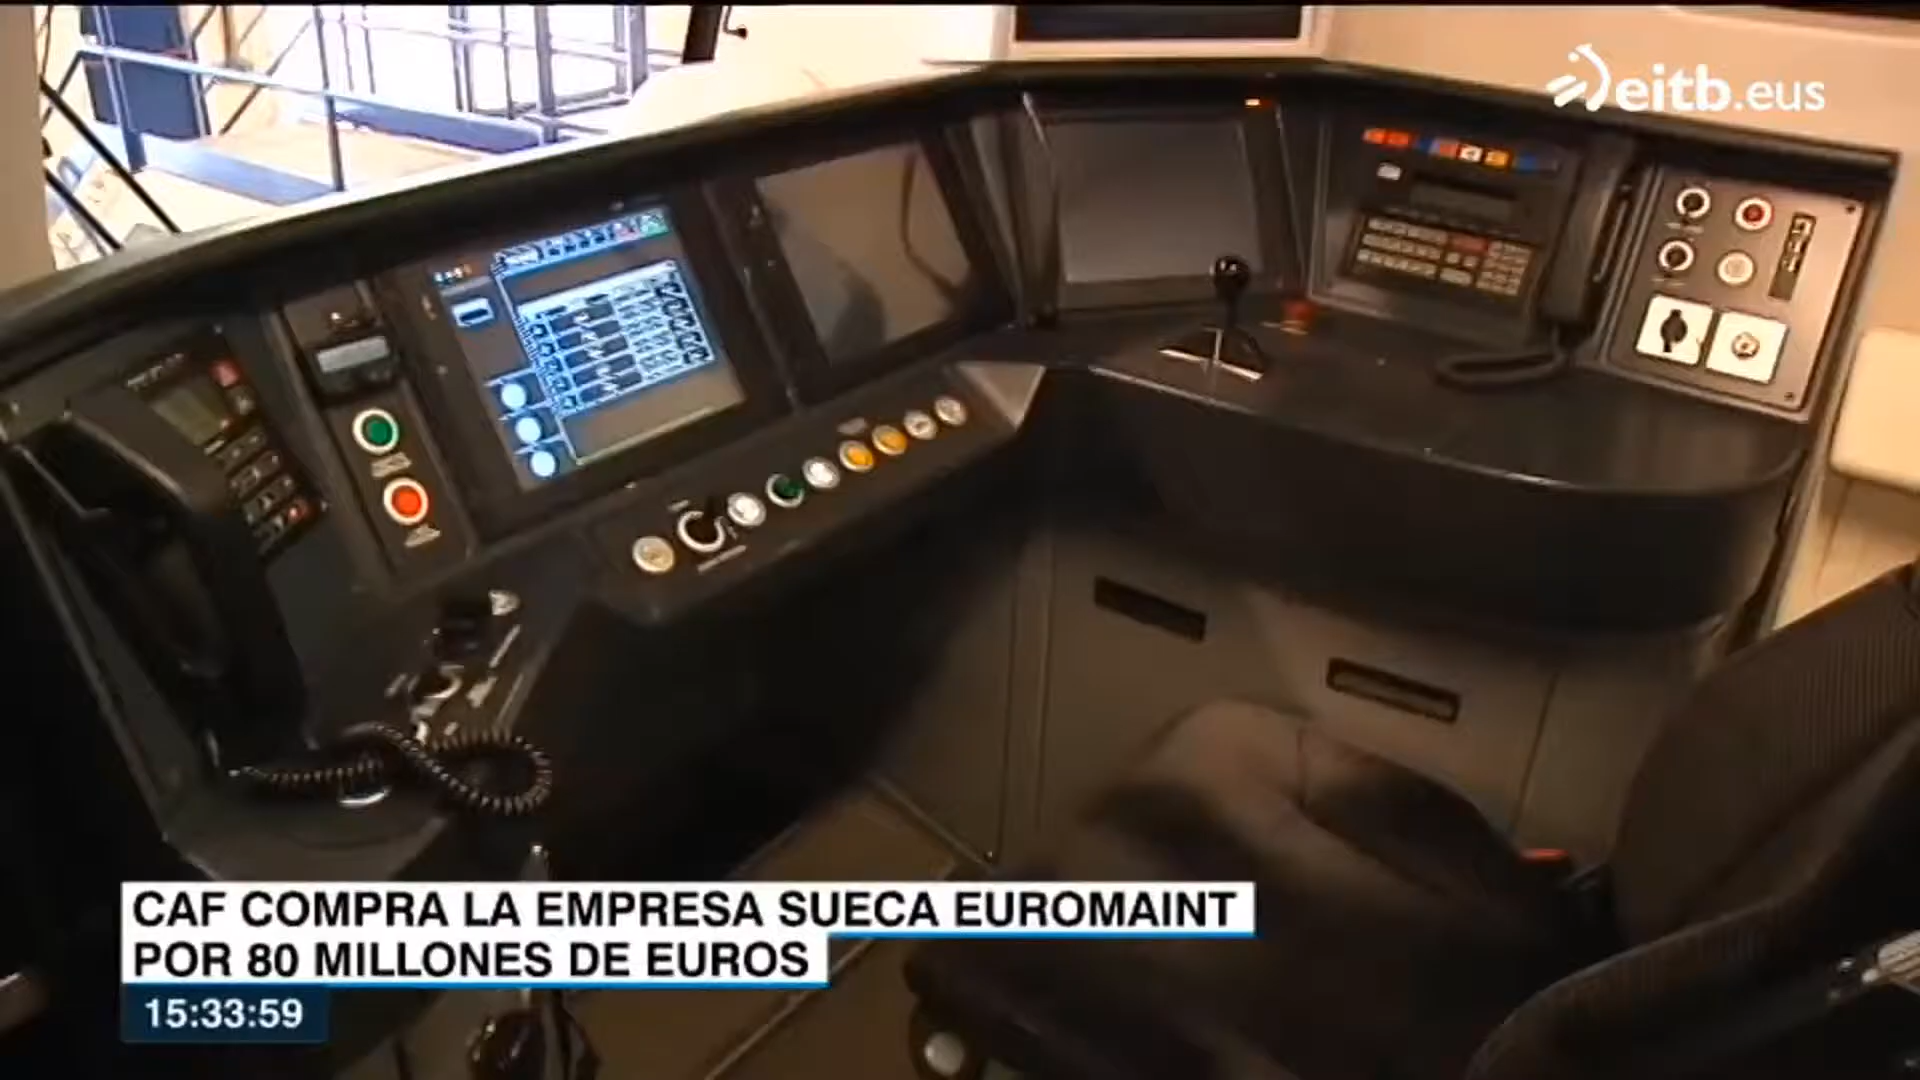 eitb.eus
CAF COMPRA LA EMPRESA SUECA EUROMAINT
POR 80 MILLONES DE EUROS
15:33:59